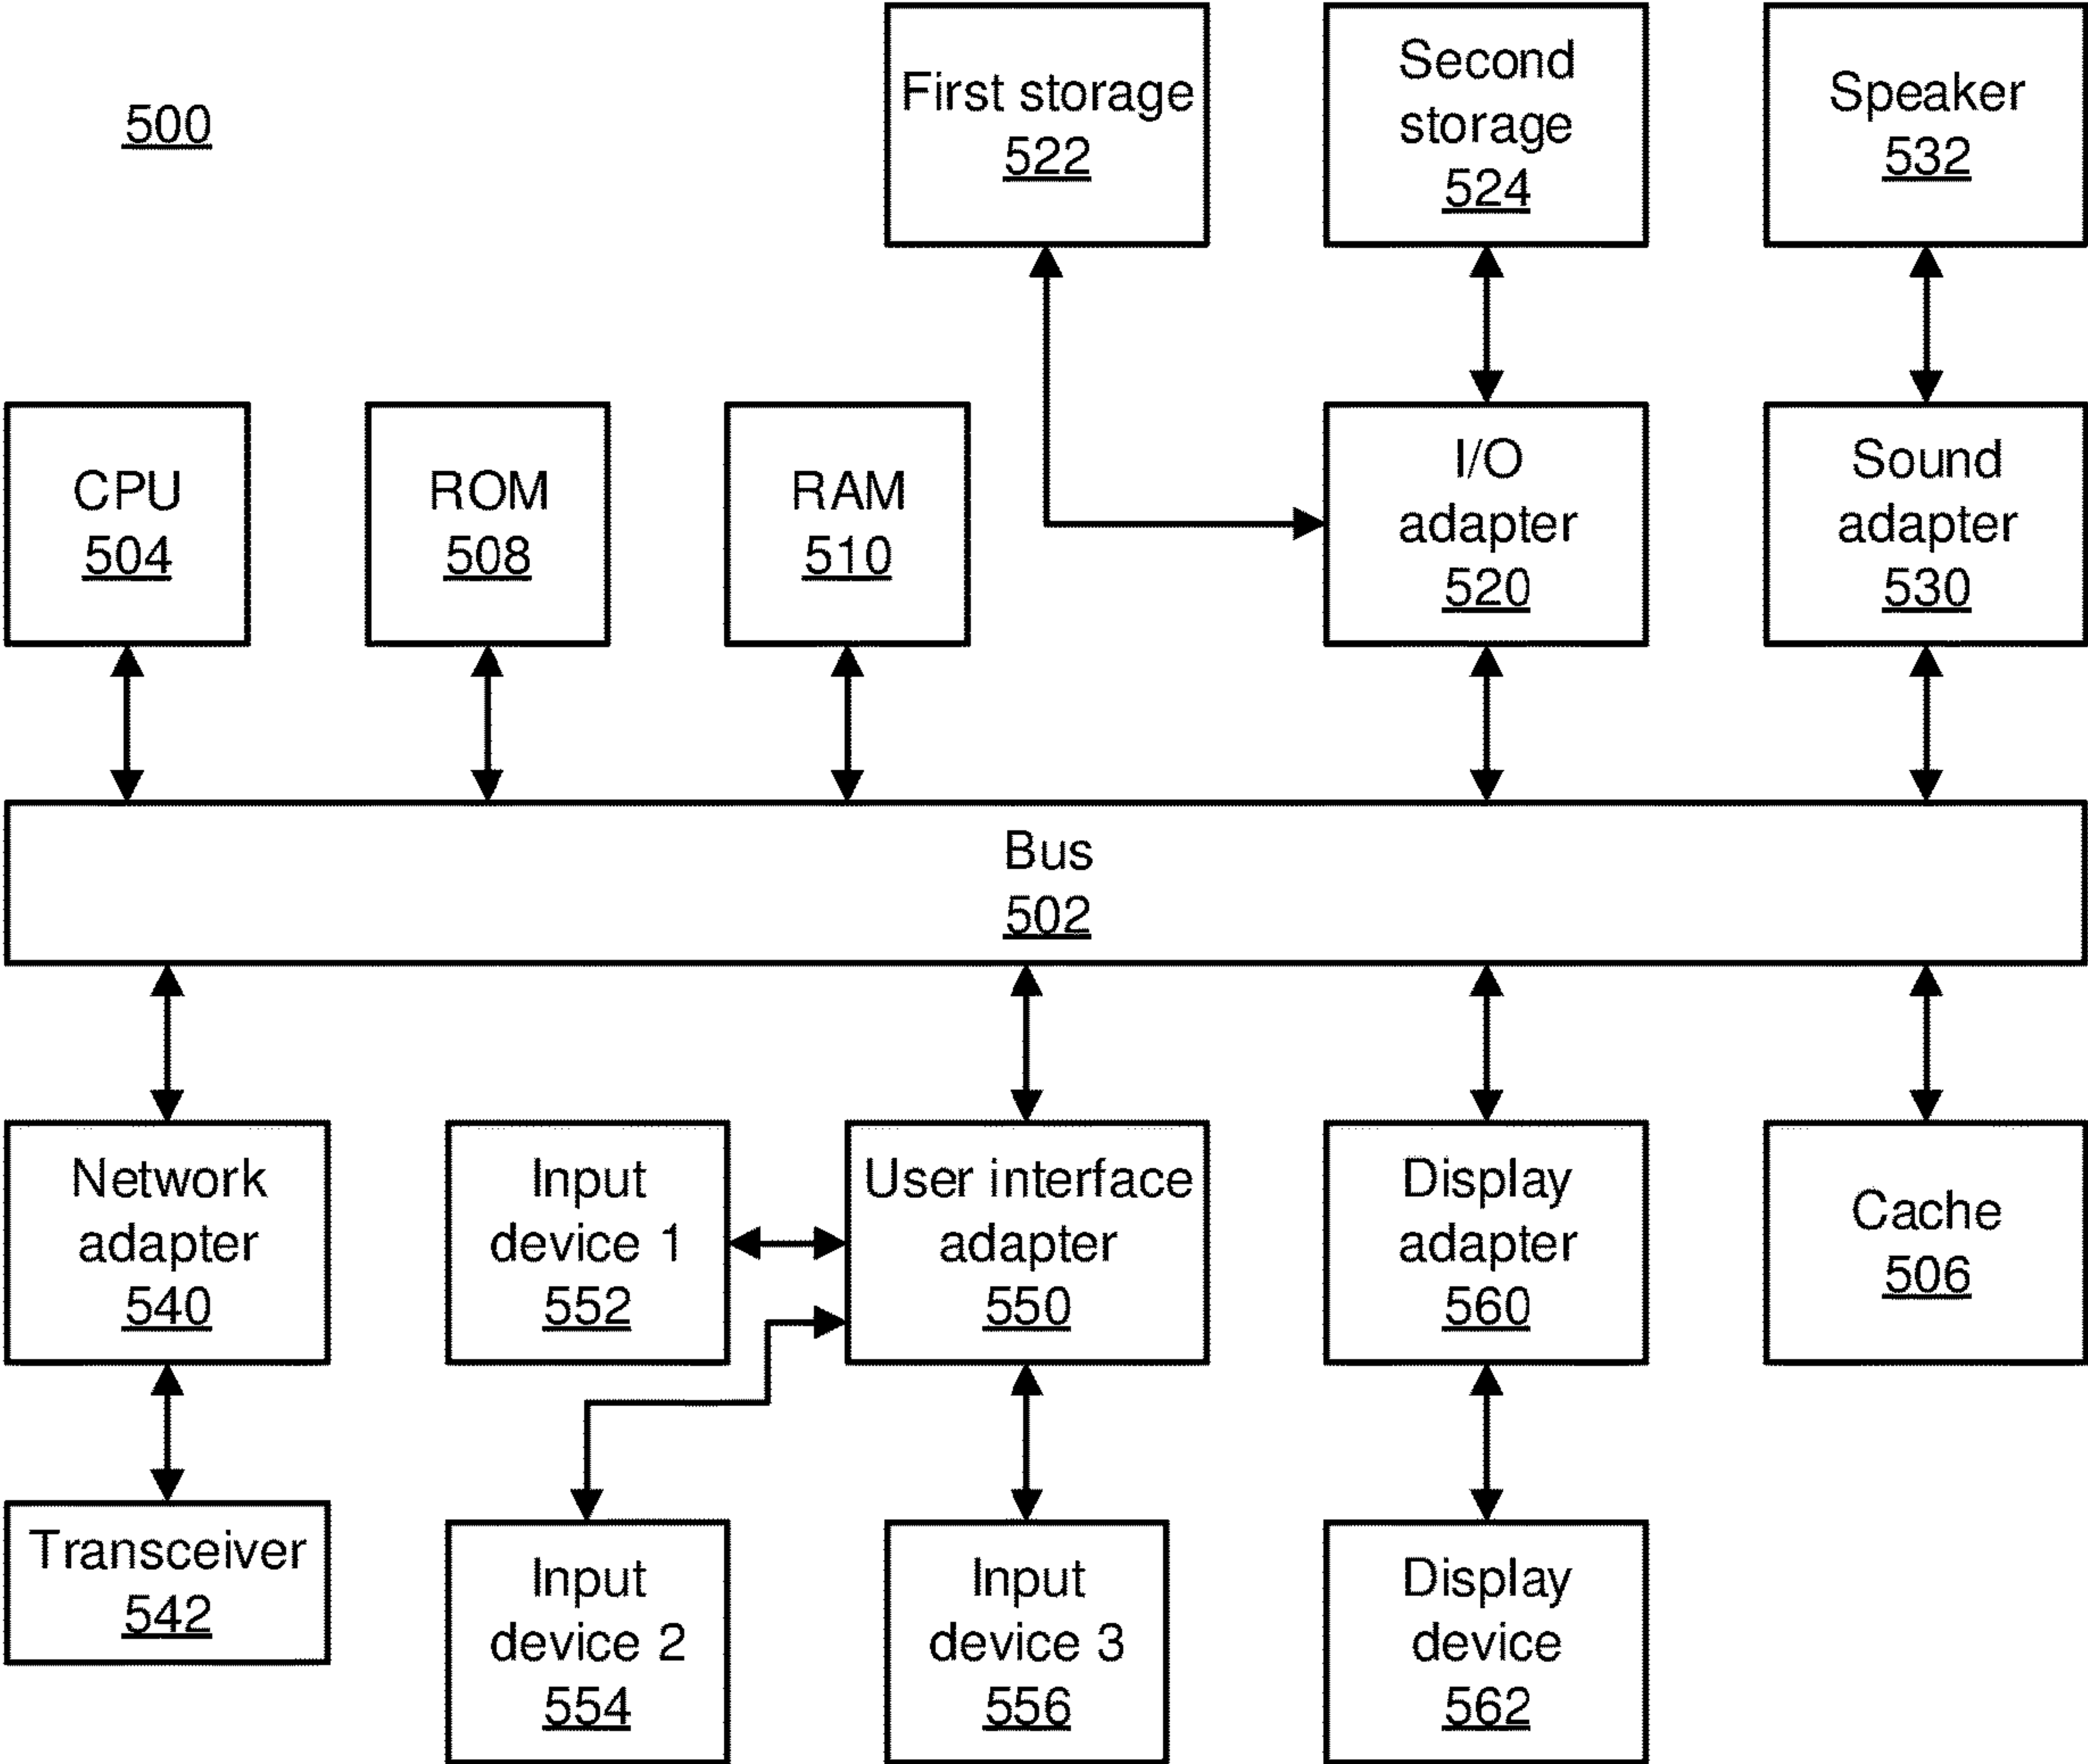 500
First storage
522
Second
storage
524
Speaker
532
CPU
504
ROM
508
RAM
510
I/O
adapter
520
Sound
adapter
530
Bus
502
Network
adapter
540
Input
device 1
552
User interface
adapter
550
Display
adapter
560
Cache
506
Transceiver
542
Input
device 2
554
Input
device 3
556
Display
device
562